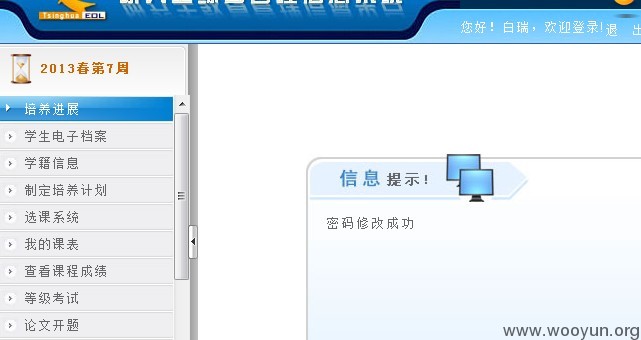 Tsinghua EOL
您好！白瑞，欢迎登录！退 出
2013春第7周
培养进展
学生电子档案
学籍信息
制定培养计划
选课系统
我的课表
查看课程成绩
等级考试
论文开题
信息提示！
密码修改成功
www.wooyun.org